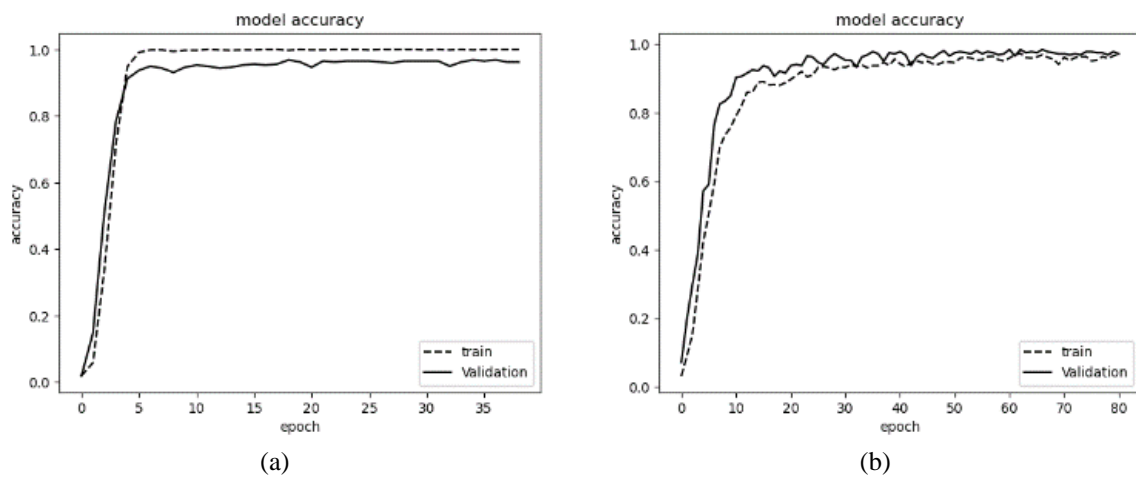 model accuracy
1.0
0.8
0.6
0.4
0.2
0.0
accuracy
train
Validation
0 5 10 15 20 25 30 35
epoch
(a)
model accuracy
1.0
0.8
0.6
0.4
0.2
0.0
accuracy
train
Validation
0 10 20 30 40 50 60 70 80
epoch
(b)